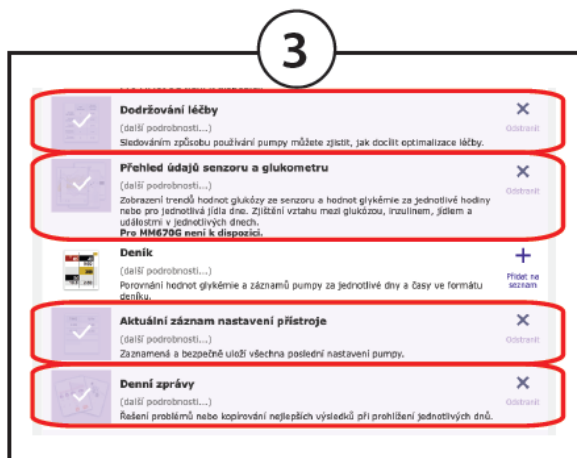 3
Dodržování léčby
(další podrobnosti...)
Sledováním způsobu používání pumpy můžete zjistit, jak docílit optimalizace léčby.
Odstranit
Přehled údajů senzoru a glukometru
(další podrobnosti...)
Zobrazení trendů hodnot glukózy ze senzoru a hodnot glykémie za jednotlivé hodiny
nebo pro jednotlivá jídla dne. Zjištění vztahu mezi glukózou, inzulínem, jídlem a
událostmi v jednotlivých dnech.
Pro MM670G není k dispozici.
Odstranit
Deník
(další podrobnosti...)
Porovnání hodnot glykémie a záznamů pumpy za jednotlivé dny a časy ve formátu
deníku.
Přidat na
seznam
Aktuální záznam nastavení přístroje
(další podrobnosti...)
Zaznamená a bezpečně uloží všechna poslední nastavení pumpy.
Odstranit
Denní zprávy
(další podrobnosti...)
Řešení problémů nebo kopírování nejlepších výsledků při prohlížení jednotlivých dnů.
Odstranit